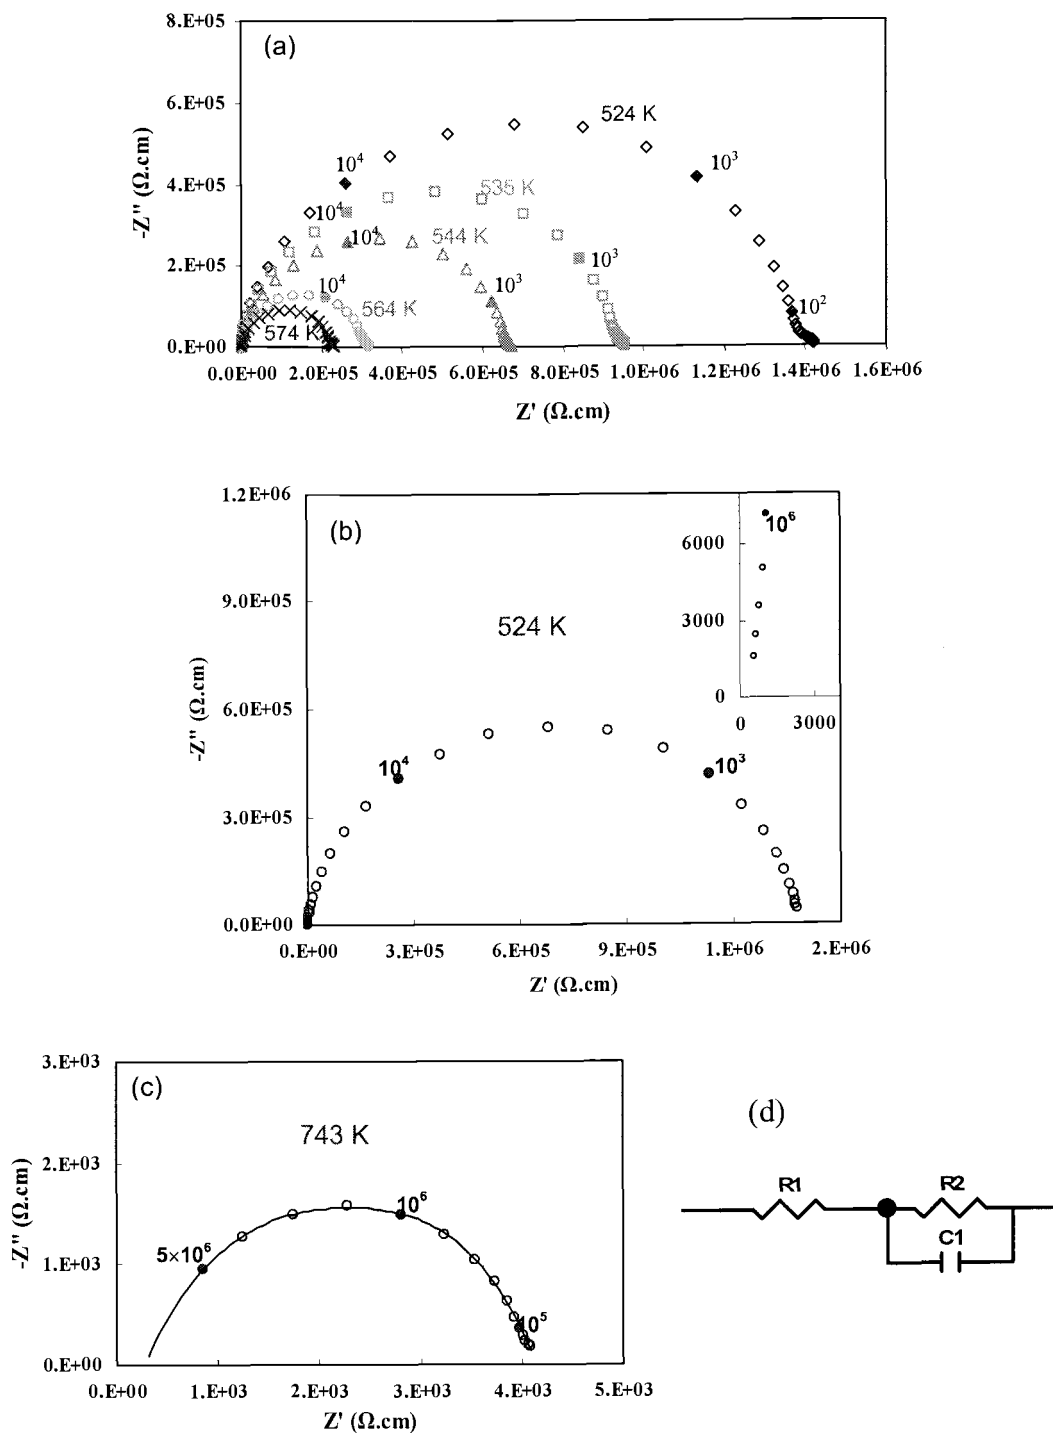 (a)
8.E+05
6.E+05
4.E+05
2.E+05
0.E+00
-Z" (Ω.cm)
524 K
10⁴
10³
535 K
10⁴
10⁴
544 K
10³
10³
10⁴
564 K
574 K
10²
0.0E+00 2.0E+05 4.0E+05 6.0E+05 8.0E+05 1.0E+06 1.2E+06 1.4E+06 1.6E+06
Z' (Ω.cm)
(b)
1.2E+06
9.0E+05
6.0E+05
3.0E+05
0.0E+00
-Z" (Ω.cm)
524 K
10⁶
6000
3000
0
0 3000
10⁴
10³
0.E+00 3.E+05 6.E+05 9.E+05 1.E+06 2.E+06
Z' (Ω.cm)
(c)
3.E+03
2.E+03
1.E+03
0.E+00
-Z" (Ω.cm)
743 K
5×10⁶
10⁶
10⁵
0.E+00 1.E+03 2.E+03 3.E+03 4.E+03 5.E+03
Z' (Ω.cm)
(d)
R1
R2
C1